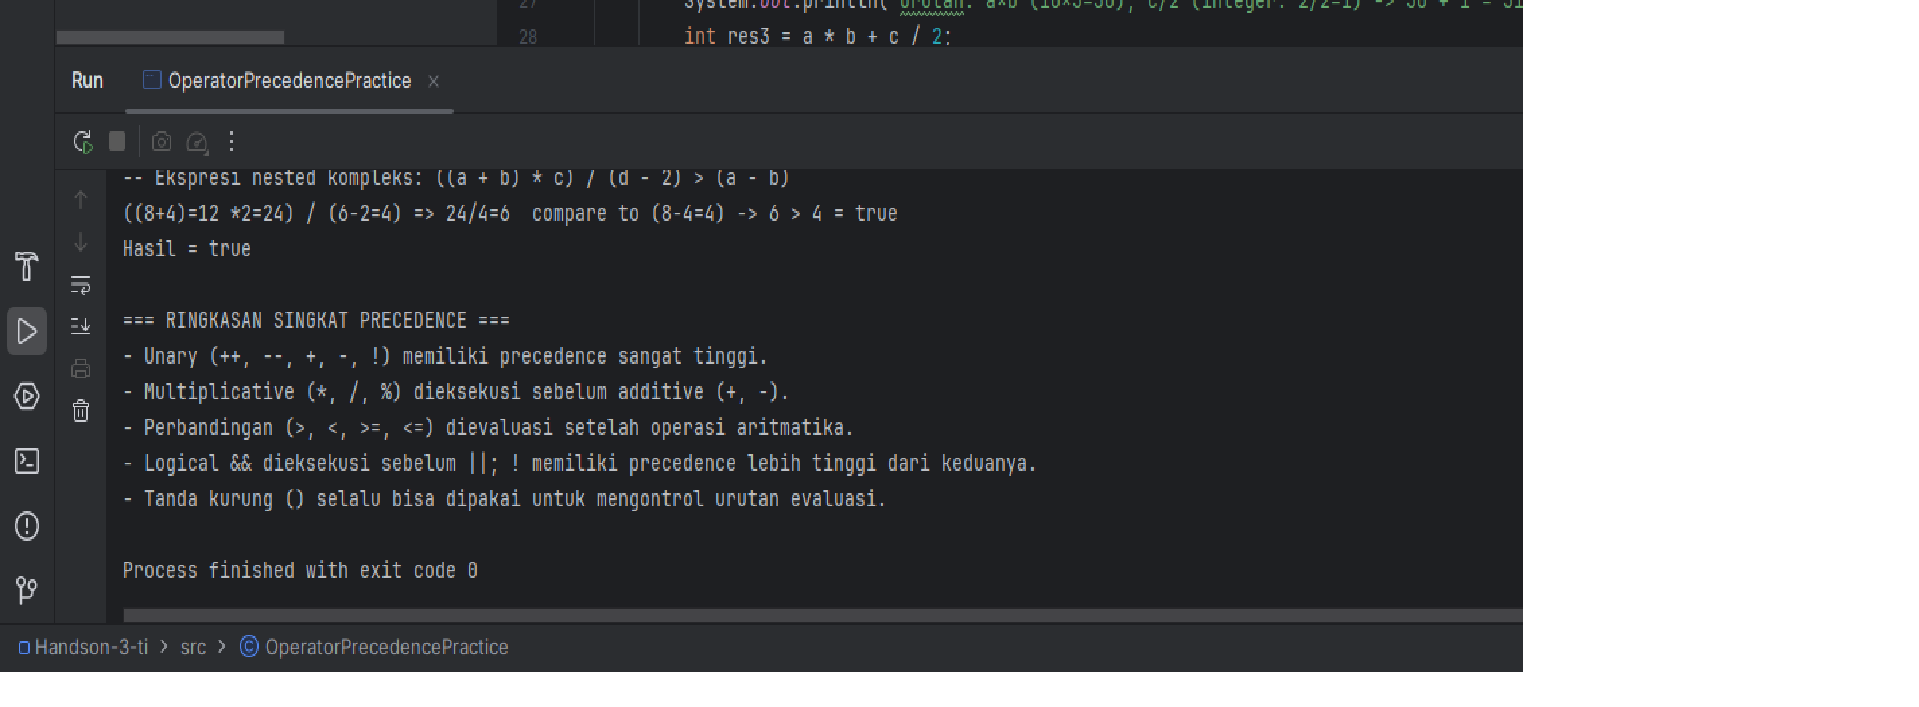 27 System.out.println("Urutan: a*b (10*3=30), c/2 (integer: 2/2=1) -> 30 + 1 = 31
28 int res3 = a * b + c / 2;
Run OperatorPrecedencePractice
-- Ekspresi nested kompleks: ((a + b) * c) / (d - 2) > (a - b)
((8+4)=12 *2=24) / (6-2=4) => 24/4=6  compare to (8-4=4) -> 6 > 4 = true
Hasil = true
=== RINGKASAN SINGKAT PRECEDENCE ===
- Unary (++, --, +, -, !) memiliki precedence sangat tinggi.
- Multiplicative (*, /, %) dieksekusi sebelum additive (+, -).
- Perbandingan (>, <, >=, <=) dievaluasi setelah operasi aritmatika.
- Logical && dieksekusi sebelum ||; ! memiliki precedence lebih tinggi dari keduanya.
- Tanda kurung () selalu bisa dipakai untuk mengontrol urutan evaluasi.
Process finished with exit code 0
Handson-3-ti > src > OperatorPrecedencePractice